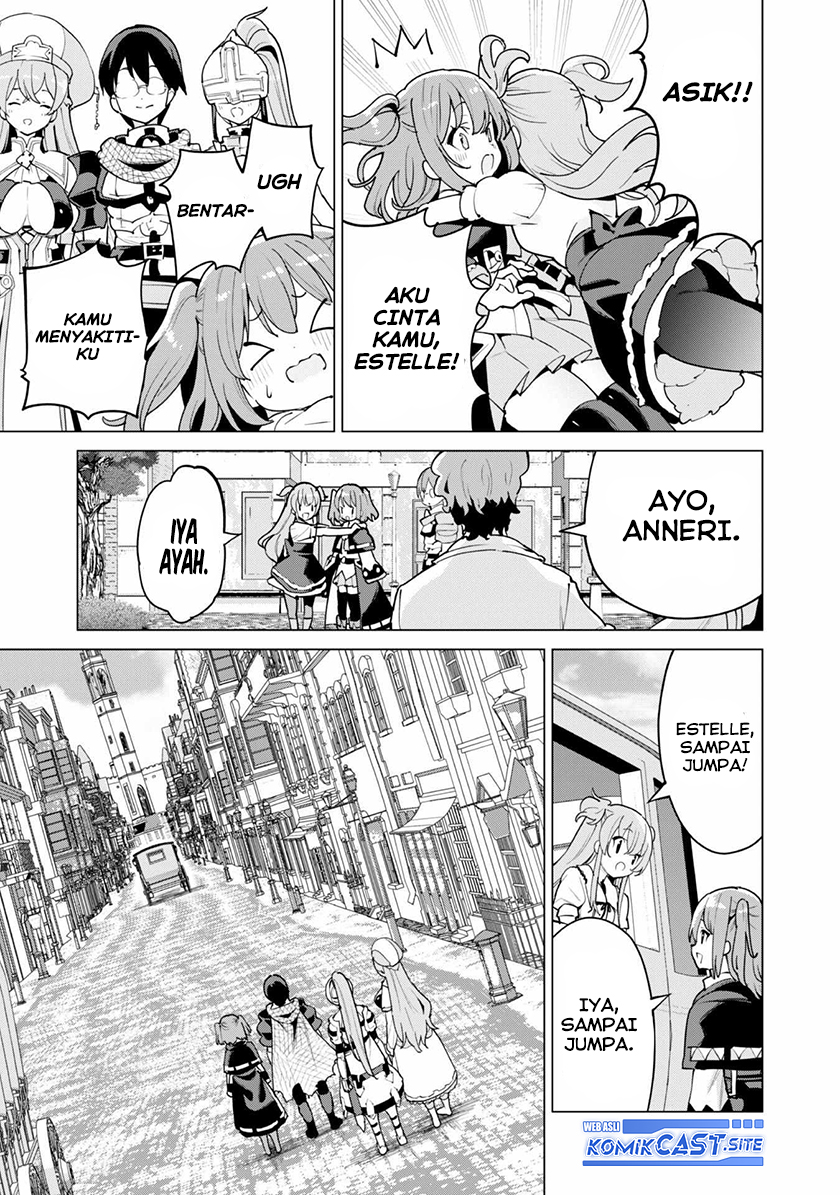 ASIK!!
AKU
CINTA
KAMU,
ESTELLE!
UGH
BENTAR-
KAMU
MENYAKITI-
KU
AYO,
ANNERI.
IYA
AYAH.
ESTELLE,
SAMPAI
JUMPA!
IYA,
SAMPAI
JUMPA.
WEB ASLI
KOMIKCAST.SITE